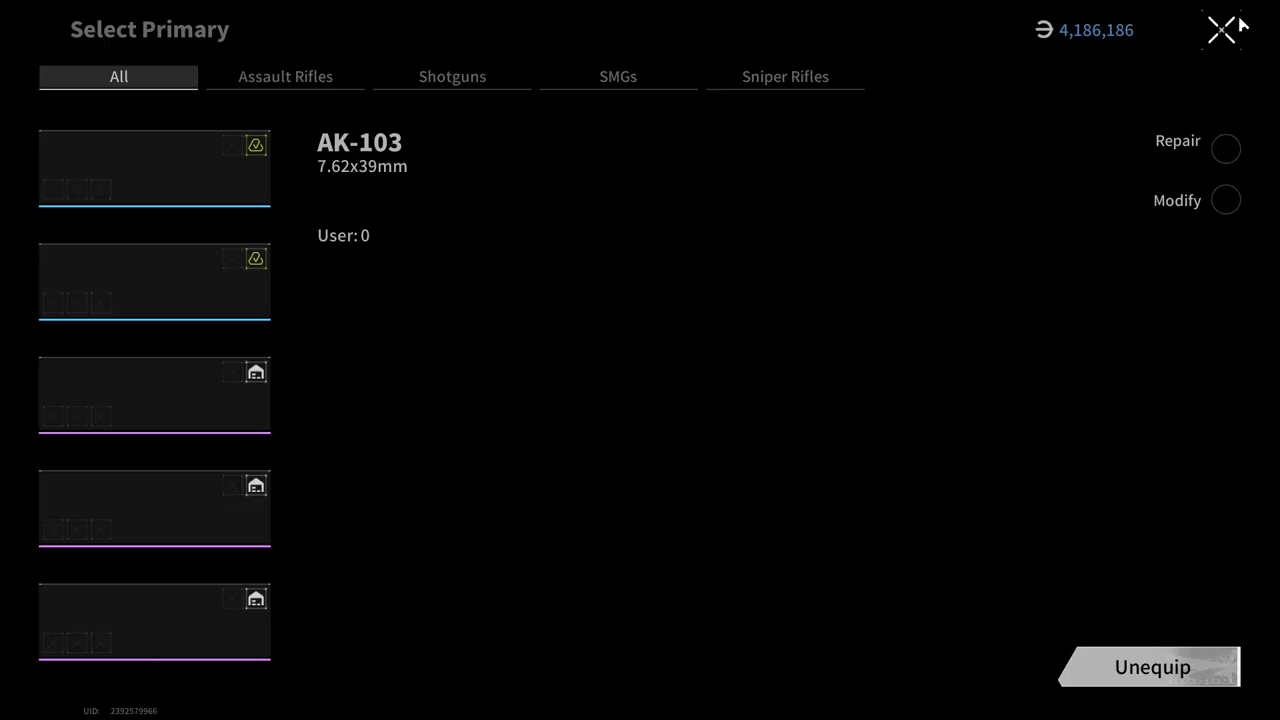 Select Primary
4,186,186
All
Assault Rifles
Shotguns
SMGs
Sniper Rifles
AK-103
7.62x39mm
Repair
Modify
User: 0
Unequip
UID: 2392579966